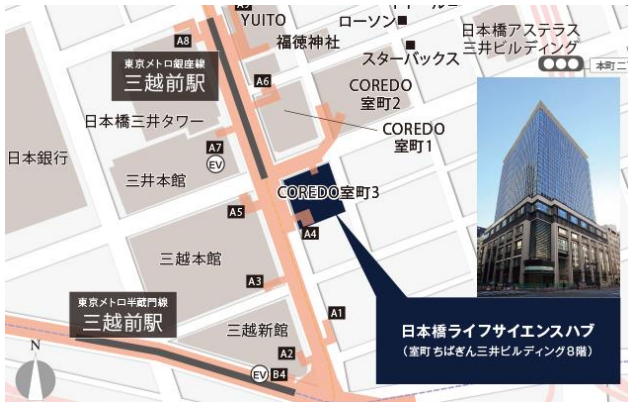 A9
YUITO
ローソン
福徳神社
スターバックス
日本橋アステラス
三井ビルディング
A8
東京メトロ銀座線
三越前駅
A6
COREDO
室町2
日本橋三井タワー
COREDO
室町1
日本銀行
A7
EV
三井本館
COREDO室町3
A5
A4
三越本館
A3
東京メトロ半蔵門線
三越前駅
A1
三越新館
日本橋ライフサイエンスハブ
(室町ちばぎん三井ビルディング8階)
N
A2
EV
B4